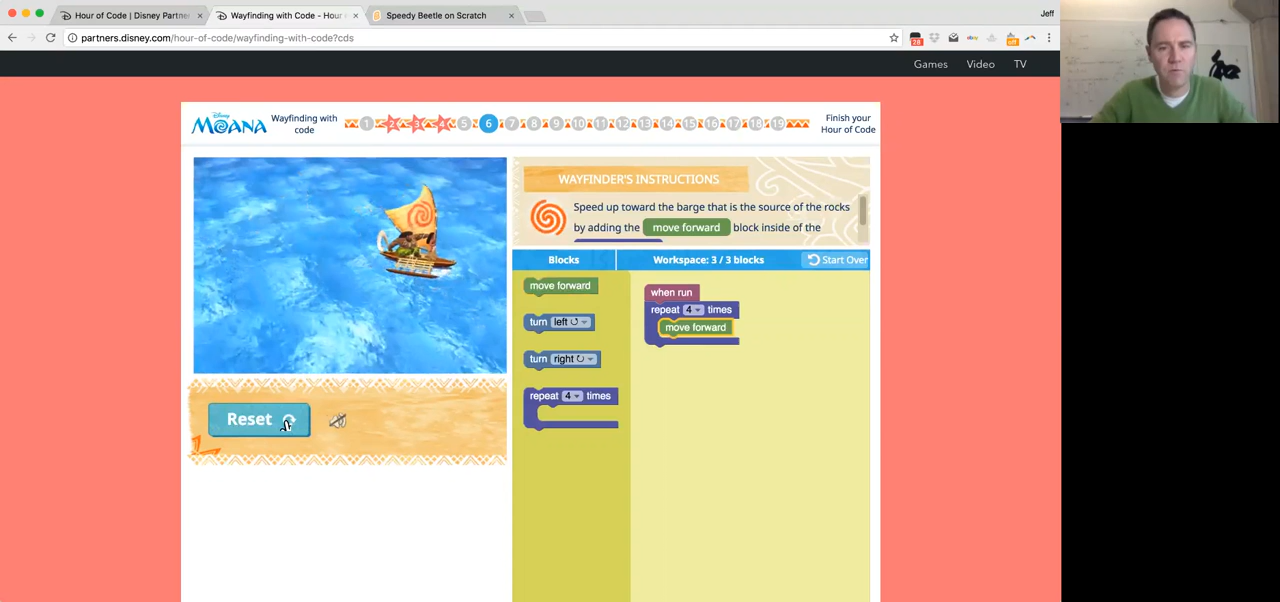 Hour of Code | Disney Partne
Wayfinding with Code - Hour
Speedy Beetle on Scratch
Jeff
partners.disney.com/hour-of-code/wayfinding-with-code?cds
28
ebay
off
Games Video TV
Disney
MOANA
Wayfinding with
code
1 2 3 4 5 6 7 8 9 10 11 12 13 14 15 16 17 18 19
Finish your
Hour of Code
WAYFINDER'S INSTRUCTIONS
Speed up toward the barge that is the source of the rocks
by adding the move forward block inside of the
Blocks
Workspace: 3 / 3 blocks
Start Over
move forward
turn left
turn right
repeat 4 times
when run
repeat 4 times
move forward
Reset